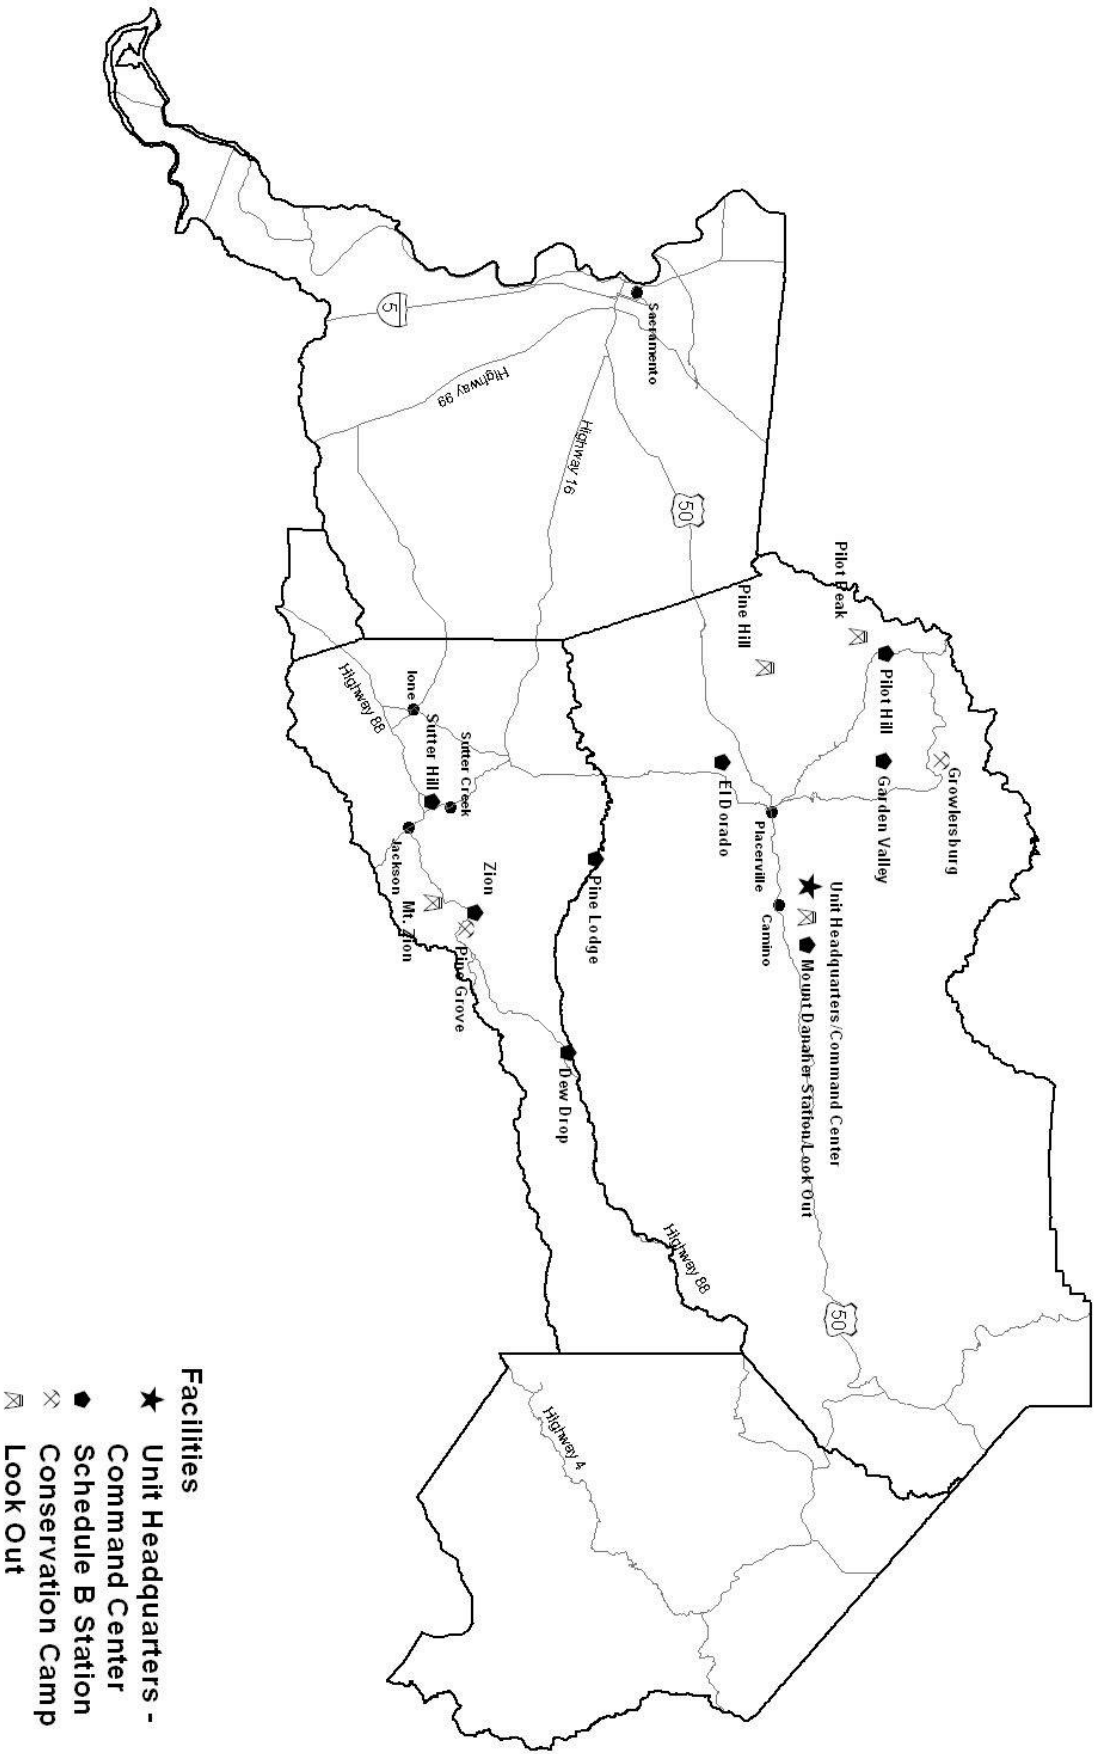 Pilot Peak
Pilot Hill
Growlersburg
Garden Valley
Pine Hill
Unit Headquarters/Command Center
Mount Danaher Station/Look Out
50
Sacramento
50
El Dorado
Placerville
Camino
Pine Lodge
Highway 88
Highway 16
Dew Drop
Highway 4
Highway 99
Zion
Sutter Creek
Pine Grove
Sutter Hill
Ione
Mt. Zion
Jackson
5
Highway 88
Facilities
Unit Headquarters -
Command Center
Schedule B Station
Conservation Camp
Look Out